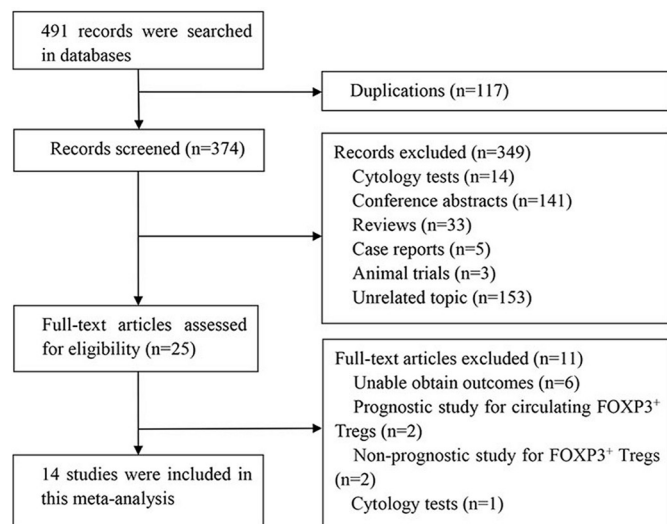 491 records were searched
in databases
Duplications (n=117)
Records screened (n=374)
Records excluded (n=349)
Cytology tests (n=14)
Conference abstracts (n=141)
Reviews (n=33)
Case reports (n=5)
Animal trials (n=3)
Unrelated topic (n=153)
Full-text articles assessed
for eligibility (n=25)
Full-text articles excluded (n=11)
Unable obtain outcomes (n=6)
Prognostic study for circulating FOXP3⁺
Tregs (n=2)
Non-prognostic study for FOXP3⁺ Tregs
(n=2)
Cytology tests (n=1)
14 studies were included in
this meta-analysis